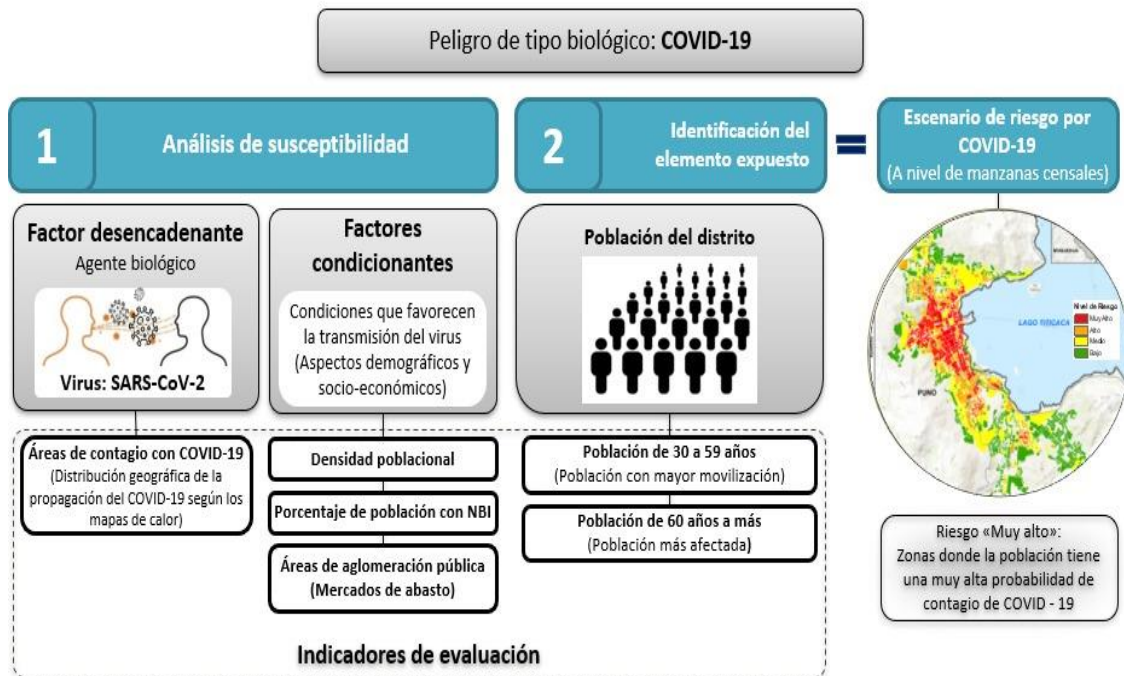 Peligro de tipo biológico: COVID-19
1
Análisis de susceptibilidad
2
Identificación del
elemento expuesto
=
Escenario de riesgo por
COVID-19
(A nivel de manzanas censales)
Factor desencadenante
Agente biológico
Virus: SARS-CoV-2
Factores
condicionantes
Condiciones que favorecen
la transmisión del virus
(Aspectos demográficos y
socio-económicos)
Población del distrito
Nivel de Riesgo
Muy Alto
Alto
Medio
Bajo
LAGO TITICACA
PUNO
Áreas de contagio con COVID-19
(Distribución geográfica de la
propagación del COVID-19 según los
mapas de calor)
Densidad poblacional
Porcentaje de población con NBI
Áreas de aglomeración pública
(Mercados de abasto)
Población de 30 a 59 años
(Población con mayor movilización)
Población de 60 años a más
(Población más afectada)
Riesgo «Muy alto»:
Zonas donde la población tiene
una muy alta probabilidad de
contagio de COVID - 19
Indicadores de evaluación